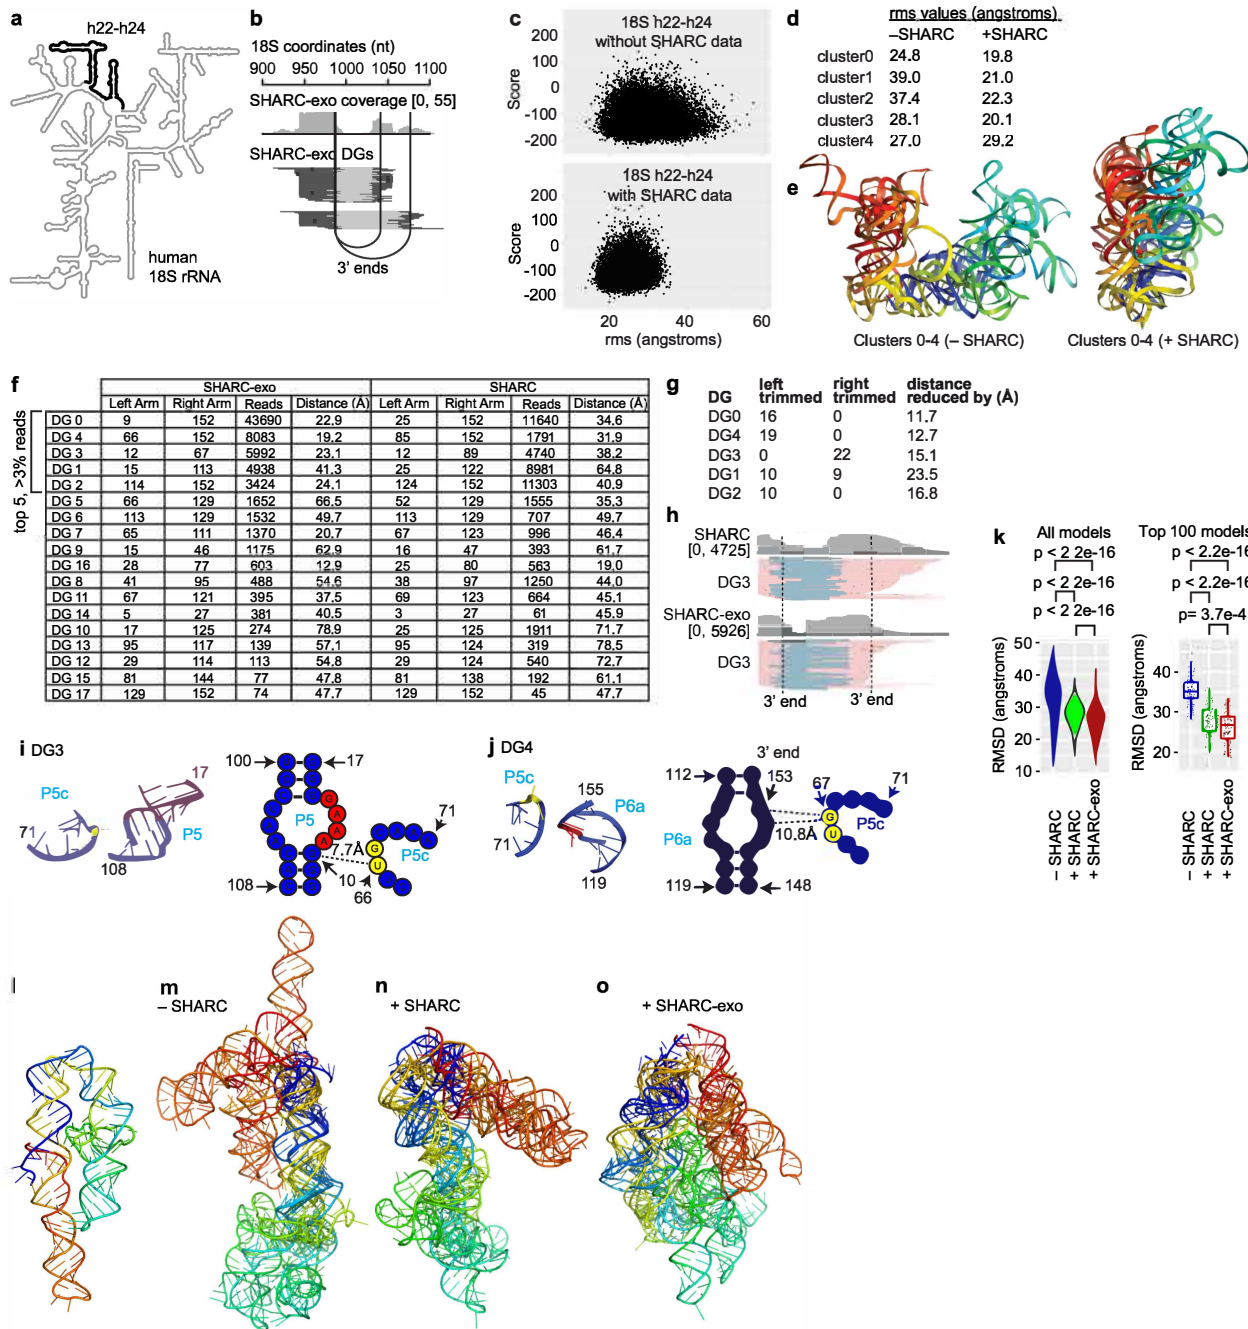 a
h22-h24
human
18S rRNA
b
18S coordinates (nt)
900 950 1000 1050 1100
SHARC-exo coverage [0, 55]
SHARC-exo DGs
3' ends
c
18S h22-h24
without SHARC data
Score
200
100
0
-100
-200
18S h22-h24
with SHARC data
Score
200
100
0
-100
-200
20 40 60
rms (angstroms)
d
rms values (angstroms)
–SHARC +SHARC
cluster0 24.8 19.8
cluster1 39.0 21.0
cluster2 37.4 22.3
cluster3 28.1 20.1
cluster4 27.0 29.2
e
Clusters 0-4 (– SHARC)
Clusters 0-4 (+ SHARC)
f
SHARC-exo SHARC
Left Arm Right Arm Reads Distance (Å) Left Arm Right Arm Reads Distance (Å)
top 5, >3% reads
DG 0 9 152 43690 22.9 25 152 11640 34.6
DG 4 66 152 8083 19.2 85 152 1791 31.9
DG 3 12 67 5992 23.1 12 89 4740 38.2
DG 1 15 113 4938 41.3 25 122 8981 64.8
DG 2 114 152 3424 24.1 124 152 11303 40.9
DG 5 66 129 1652 66.5 52 129 1555 35.3
DG 6 113 129 1532 49.7 113 129 707 49.7
DG 7 65 111 1370 20.7 67 123 996 46.4
DG 9 15 46 1175 62.9 16 47 393 61.7
DG 16 28 77 603 12.9 25 80 563 19.0
DG 8 41 95 488 54.6 38 97 1250 44.0
DG 11 67 121 395 37.5 69 123 664 45.1
DG 14 5 27 381 40.5 3 27 61 45.9
DG 10 17 125 274 78.9 25 125 1911 71.7
DG 13 95 117 139 57.1 95 124 319 78.5
DG 12 29 114 113 54.8 29 124 540 72.7
DG 15 81 144 77 47.8 81 138 192 61.1
DG 17 129 152 74 47.7 129 152 45 47.7
g
left right distance
DG trimmed trimmed reduced by (Å)
DG0 16 0 11.7
DG4 19 0 12.7
DG3 0 22 15.1
DG1 10 9 23.5
DG2 10 0 16.8
h
SHARC
[0, 4725]
DG3
SHARC-exo
[0, 5926]
DG3
3' end 3' end
k
All models
p < 2.2e-16
p < 2.2e-16
p < 2.2e-16
RMSD (angstroms)
50
40
30
20
10
– SHARC
+ SHARC
+ SHARC-exo
Top 100 models
p < 2.2e-16
p < 2.2e-16
p= 3.7e-4
RMSD (angstroms)
40
30
20
– SHARC
+ SHARC
+ SHARC-exo
i DG3
P5c
17
71
P5
108
100 17
P5
G
A
A
A
7.7Å
G
U
71
P5c
10
66
108
j DG4
P5c
155
P6a
71
119
3' end
112 153
67
71
G
U
P5c
10.8Å
P6a
119 148
l
m
– SHARC
n
+ SHARC
o
+ SHARC-exo